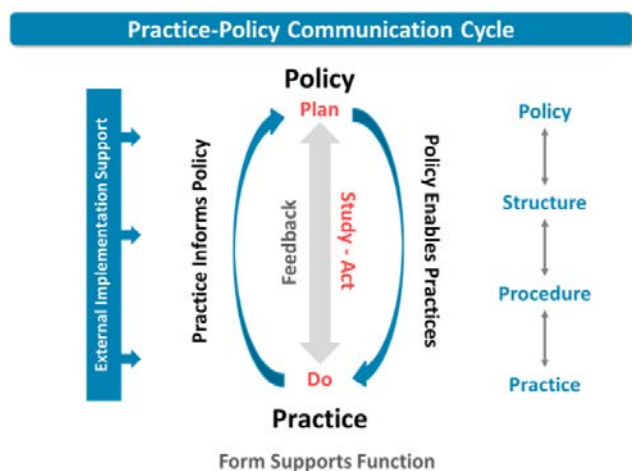 Practice-Policy Communication Cycle
External Implementation Support
Practice Informs Policy
Policy
Plan
Feedback
Study - Act
Do
Practice
Policy Enables Practices
Policy
Structure
Procedure
Practice
Form Supports Function